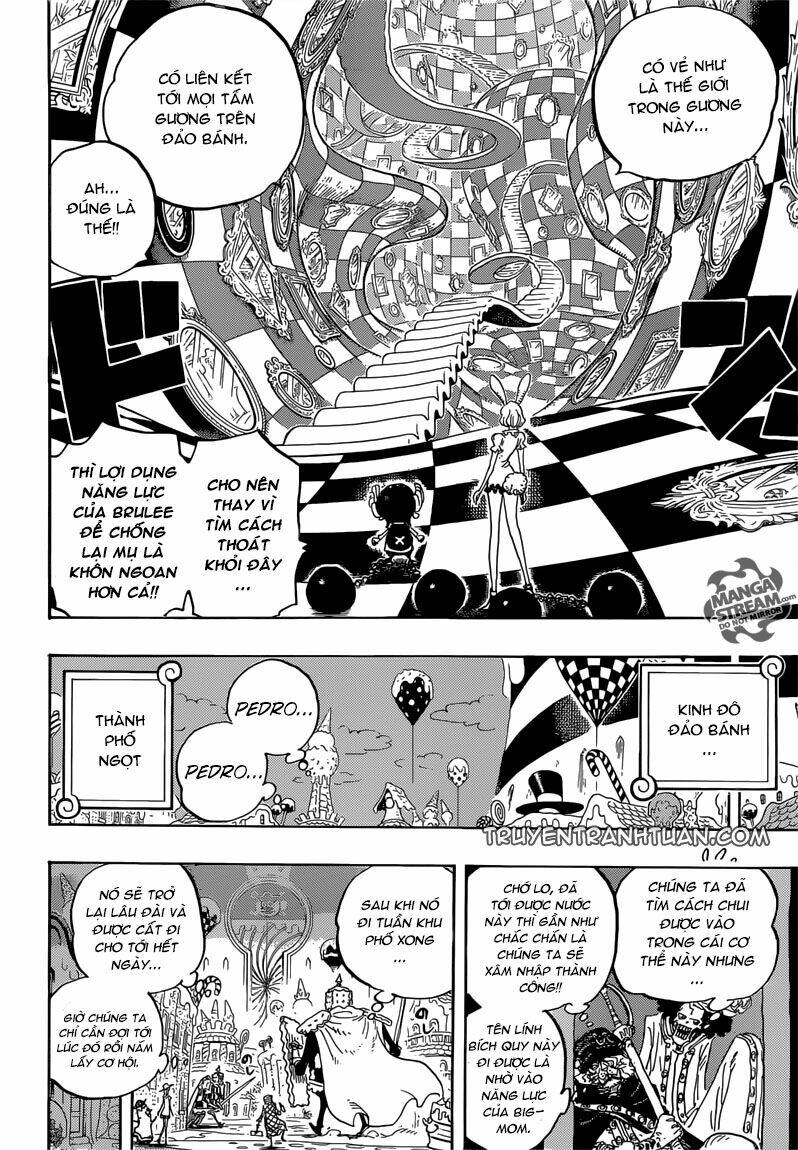 CÓ VẺ NHƯ
LÀ THẾ GIỚI
TRONG GƯƠNG
NÀY...
CÓ LIÊN KẾT
TỚI MỌI TẤM
GƯƠNG TRÊN
ĐẢO BÁNH.
AH...
ĐÚNG LÀ
THẾ!!
CHO NÊN
THAY VÌ
TÌM CÁCH
THOÁT
KHỎI ĐÂY
...
THÌ LỢI DỤNG
NĂNG LỰC
CỦA BRULEE
ĐỂ CHỐNG
LẠI MỤ LÀ
KHÔN NGOAN
HƠN CẢ!!
MANGA
STREAM.com
DO NOT MIRROR
KINH ĐÔ
ĐẢO BÁNH
...
PEDRO...
PEDRO...
THÀNH
PHỐ
NGỌT
TRUYENTRANHTUAN.COM
CHÚNG TA ĐÃ
TÌM CÁCH CHUI
ĐƯỢC VÀO
TRONG CÁI CƠ
THỂ NÀY NHƯNG
...
CHỚ LO, ĐÃ
TỚI ĐƯỢC NƯỚC
NÀY THÌ GẦN NHƯ
CHẮC CHẮN LÀ
CHÚNG TA SẼ
XÂM NHẬP THÀNH
CÔNG!!
TÊN LÍNH
BÍCH QUY NÀY
ĐI ĐƯỢC LÀ
NHỜ VÀO
NĂNG LỰC
CỦA BIG-
MOM.
SAU KHI NÓ
ĐI TUẦN KHU
PHỐ XONG
...
NÓ SẼ TRỞ
LẠI LÂU ĐÀI VÀ
ĐƯỢC CẤT ĐI
CHO TỚI HẾT
NGÀY...
GIỜ CHÚNG TA
CHỈ CẦN ĐỢI TỚI
LÚC ĐÓ RỒI NẮM
LẤY CƠ HỘI.